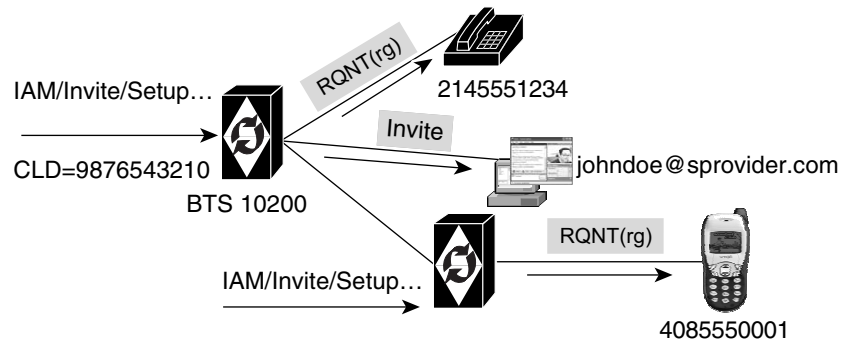 RQNT(rg)
2145551234
IAM/Invite/Setup…
Invite
CLD=9876543210
johndoe@sprovider.com
BTS 10200
RQNT(rg)
IAM/Invite/Setup…
4085550001